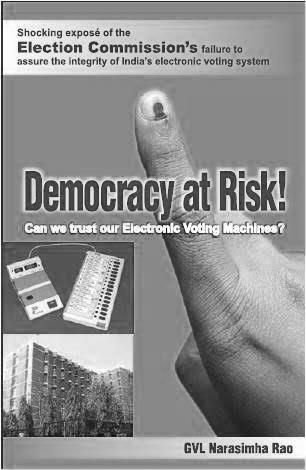 Shocking exposé of the
Election Commission's failure to
assure the integrity of India's electronic voting system
Democracy at Risk!
Can we trust our Electronic Voting Machines?
GVL Narasimha Rao